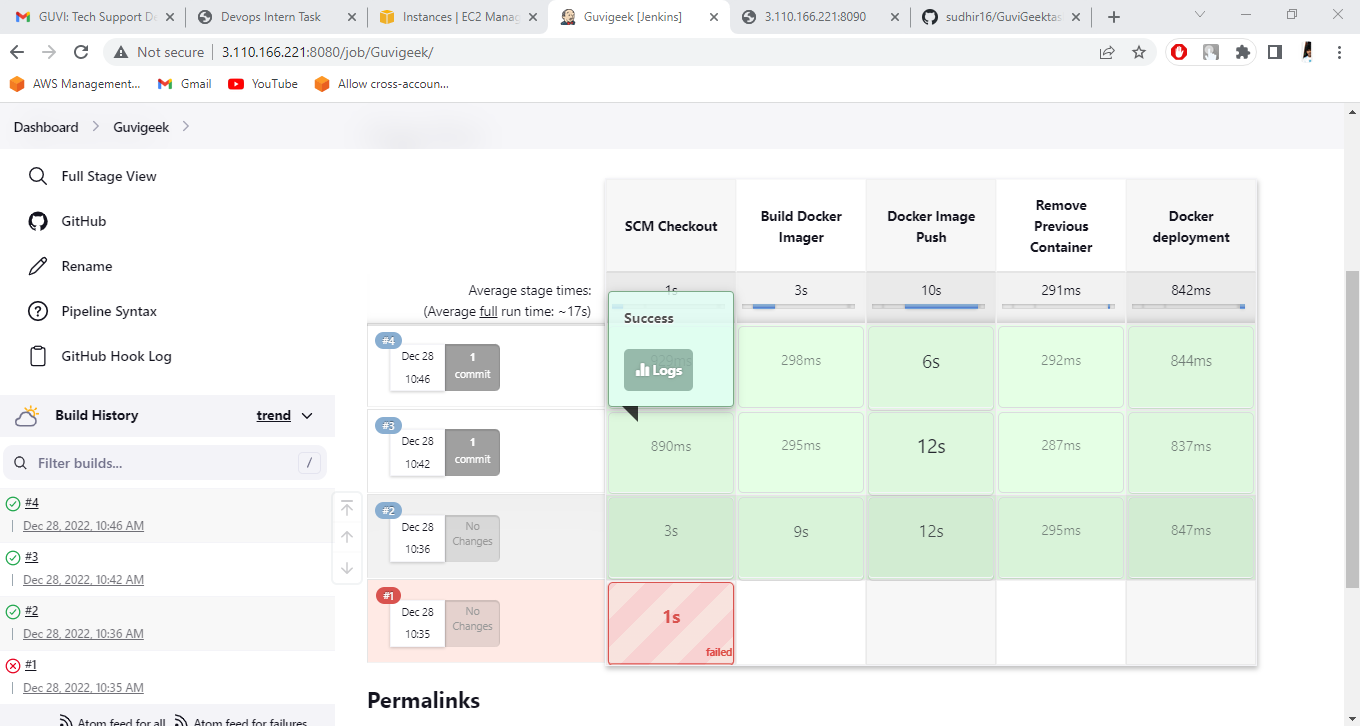 GUVI: Tech Support D
Devops Intern Task
Instances | EC2 Manag
Guvigeek [Jenkins]
3.110.166.221:8090
sudhir16/GuviGeektas
Not secure
3.110.166.221:8080/job/Guvigeek/
AWS Management...
Gmail
YouTube
Allow cross-accoun...
Dashboard
Guvigeek
Full Stage View
GitHub
Rename
Pipeline Syntax
GitHub Hook Log
Build History
trend
Filter builds...
/
#4
Dec 28, 2022, 10:46 AM
#3
Dec 28, 2022, 10:42 AM
#2
Dec 28, 2022, 10:36 AM
#1
Dec 28, 2022, 10:35 AM
Atom feed for all
Atom feed for failures
SCM Checkout
Build Docker
Imager
Docker Image
Push
Remove
Previous
Container
Docker
deployment
Average stage times:
(Average full run time: ~17s)
1s
3s
10s
291ms
842ms
Success
Logs
#4
Dec 28
10:46
1
commit
929ms
298ms
6s
292ms
844ms
#3
Dec 28
10:42
1
commit
890ms
295ms
12s
287ms
837ms
#2
Dec 28
10:36
No
Changes
3s
9s
12s
295ms
847ms
#1
Dec 28
10:35
No
Changes
1s
failed
Permalinks